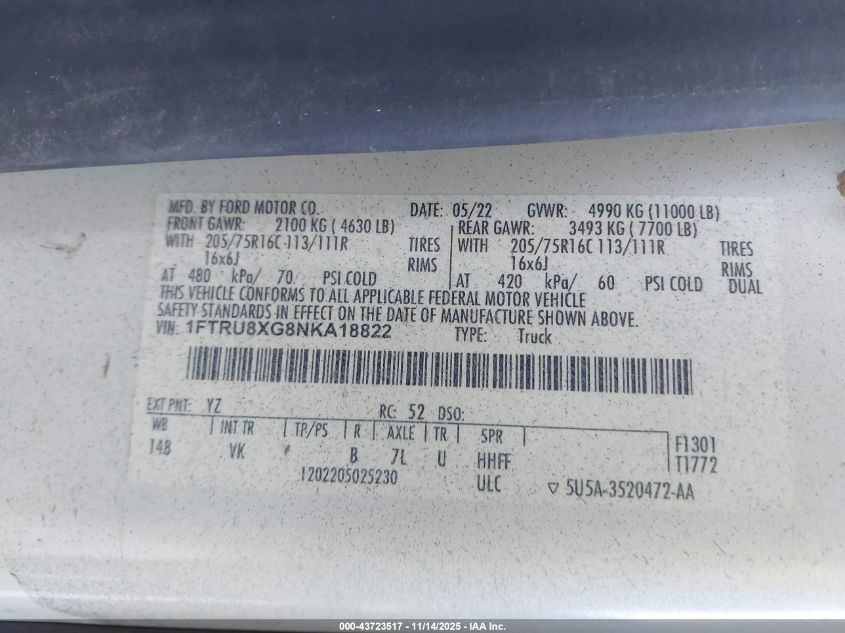 MFD. BY FORD MOTOR CO. DATE: 05/22 GVWR: 4990 KG (11000 LB)
FRONT GAWR: 2100 KG ( 4630 LB) REAR GAWR: 3493 KG ( 7700 LB)
WITH 205/75R16C 113/111R TIRES WITH 205/75R16C 113/111R TIRES
16x6J RIMS 16x6J RIMS
AT 480 kPa/ 70 PSI COLD AT 420 kPa/ 60 PSI COLD DUAL
THIS VEHICLE CONFORMS TO ALL APPLICABLE FEDERAL MOTOR VEHICLE
SAFETY STANDARDS IN EFFECT ON THE DATE OF MANUFACTURE SHOWN ABOVE.
VIN: 1FTRU8XG8NKA18822 TYPE: Truck
EXT PNT: YZ RC: 52 DSO:
WB INT TR TP/PS R AXLE TR SPR F1301
148 VK B 7L U HHFF T1772
1202205025230 ULC ▽ 5U5A-3520472-AA
000-43723517 - 11/14/2025 - IAA Inc.